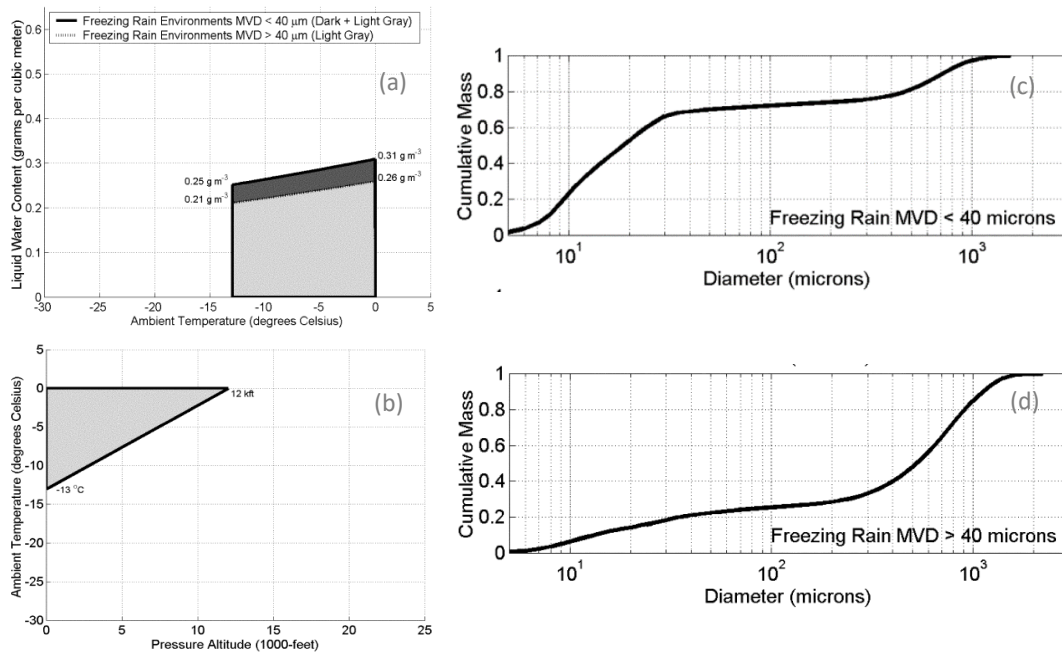 Freezing Rain Environments MVD < 40 μm (Dark + Light Gray)
Freezing Rain Environments MVD > 40 μm (Light Gray)
(a)
Liquid Water Content (grams per cubic meter)
0.6
0.5
0.4
0.3
0.2
0.1
0
0.31 g m⁻³
0.25 g m⁻³
0.26 g m⁻³
0.21 g m⁻³
-30 -25 -20 -15 -10 -5 0 5
Ambient Temperature (degrees Celsius)
(b)
Ambient Temperature (degrees Celsius)
5
0
-5
-10
-15
-20
-25
-30
12 kft
-13 °C
0 5 10 15 20 25
Pressure Altitude (1000-feet)
(c)
Cumulative Mass
1
0.8
0.6
0.4
0.2
0
Freezing Rain MVD < 40 microns
10¹ 10² 10³
Diameter (microns)
(d)
Cumulative Mass
1
0.8
0.6
0.4
0.2
0
Freezing Rain MVD > 40 microns
10¹ 10² 10³
Diameter (microns)